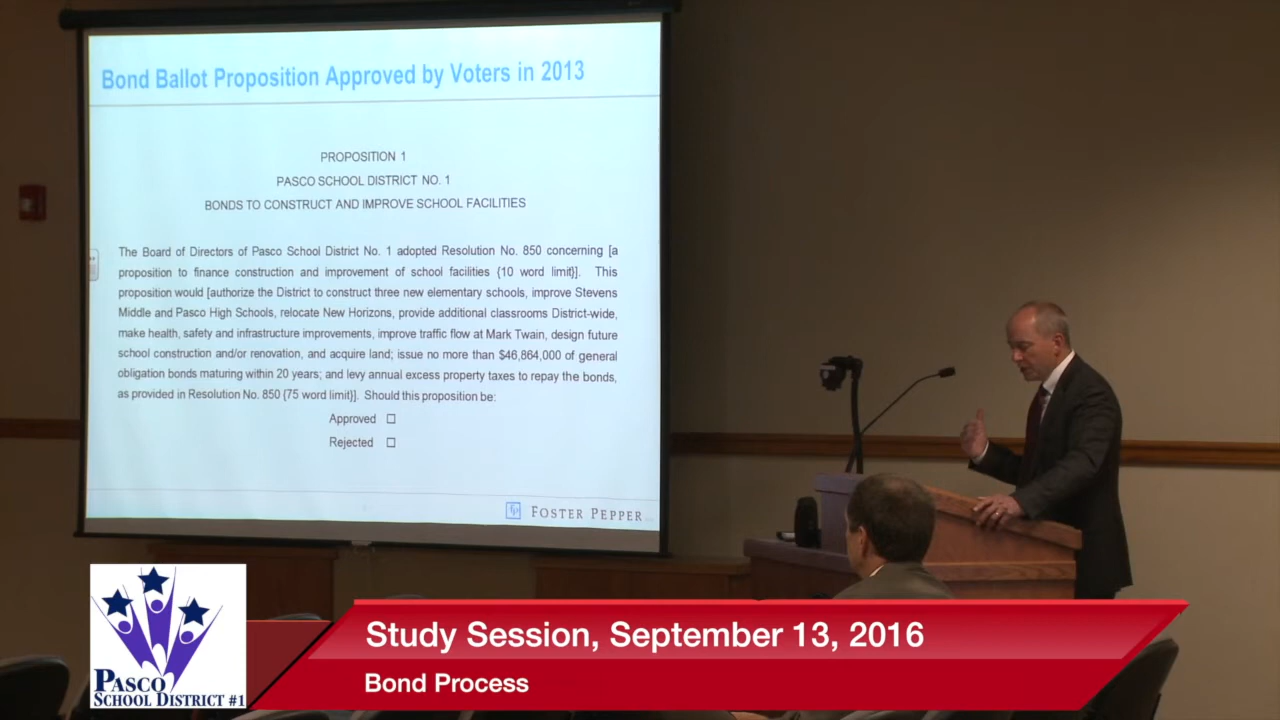 Bond Ballot Proposition Approved by Voters in 2013
PROPOSITION 1
PASCO SCHOOL DISTRICT NO. 1
BONDS TO CONSTRUCT AND IMPROVE SCHOOL FACILITIES
The Board of Directors of Pasco School District No. 1 adopted Resolution No. 850 concerning [a
proposition to finance construction and improvement of school facilities {10 word limit}]. This
proposition would [authorize the District to construct three new elementary schools, improve Stevens
Middle and Pasco High Schools, relocate New Horizons, provide additional classrooms District-wide,
make health, safety and infrastructure improvements, improve traffic flow at Mark Twain, design future
school construction and/or renovation, and acquire land; issue no more than $46,864,000 of general
obligation bonds maturing within 20 years; and levy annual excess property taxes to repay the bonds,
as provided in Resolution No. 850 {75 word limit}]. Should this proposition be:
Approved ☐
Rejected ☐
FOSTER PEPPER
Study Session, September 13, 2016
Bond Process
PASCO
SCHOOL DISTRICT #1